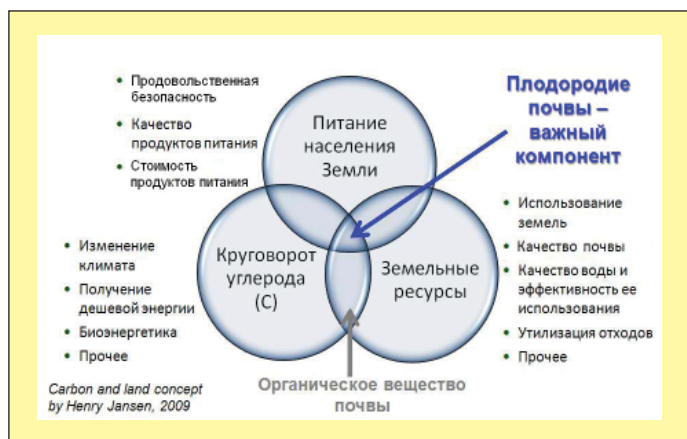 • Продовольственная
безопасность
• Качество
продуктов питания
• Стоимость
продуктов питания
Питание
населения
Земли
Плодородие
почвы –
важный
компонент
• Изменение
климата
• Получение
дешевой энергии
• Биоэнергетика
• Прочее
Круговорот
углерода
(C)
Земельные
ресурсы
• Использование
земель
• Качество почвы
• Качество воды и
эффективность ее
использования
• Утилизация отходов
• Прочее
Органическое вещество
почвы
Carbon and land concept
by Henry Jansen, 2009